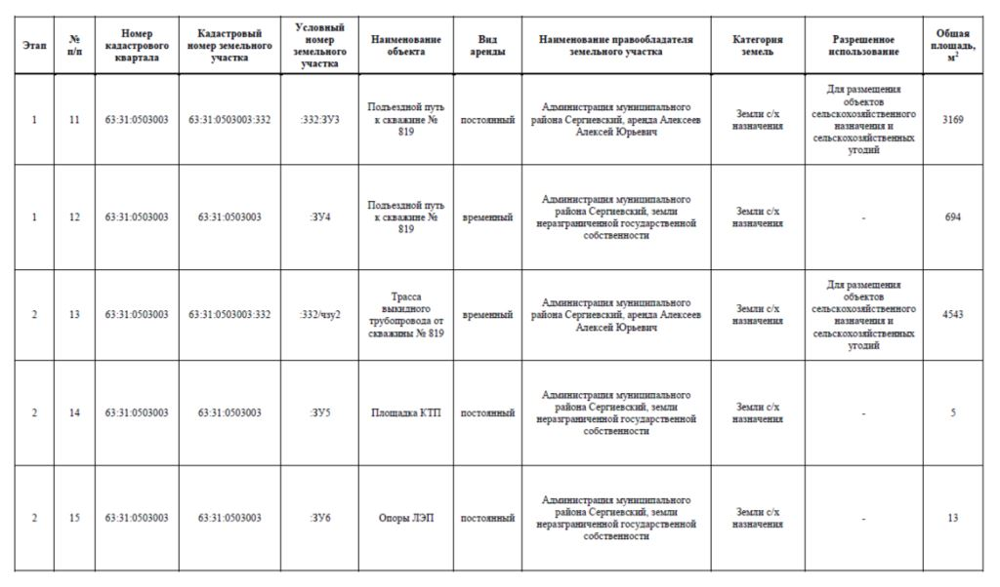 Этап
№
п/п
Номер
кадастрового
квартала
Кадастровый
номер земельного
участка
Условный
номер
земельного
участка
Наименование
объекта
Вид
аренды
Наименование правообладателя
земельного участка
Категория
земель
Разрешенное
использование
Общая
площадь,
м²
1
11
63:31:0503003
63:31:0503003:332
:332:ЗУ3
Подъездной путь
к скважине №
819
постоянный
Администрация муниципального
района Сергиевский, аренда Алексеев
Алексей Юрьевич
Земли с/х
назначения
Для размещения
объектов
сельскохозяйственного
назначения и
сельскохозяйственных
угодий
3169
1
12
63:31:0503003
63:31:0503003
:ЗУ4
Подъездной путь
к скважине №
819
временный
Администрация муниципального
района Сергиевский, земли
неразграниченной государственной
собственности
Земли с/х
назначения
-
694
2
13
63:31:0503003
63:31:0503003:332
:332/чзу2
Трасса
выкидного
трубопровода от
скважины № 819
временный
Администрация муниципального
района Сергиевский, аренда Алексеев
Алексей Юрьевич
Земли с/х
назначения
Для размещения
объектов
сельскохозяйственного
назначения и
сельскохозяйственных
угодий
4543
2
14
63:31:0503003
63:31:0503003
:ЗУ5
Площадка КТП
постоянный
Администрация муниципального
района Сергиевский, земли
неразграниченной государственной
собственности
Земли с/х
назначения
-
5
2
15
63:31:0503003
63:31:0503003
:ЗУ6
Опоры ЛЭП
постоянный
Администрация муниципального
района Сергиевский, земли
неразграниченной государственной
собственности
Земли с/х
назначения
-
13